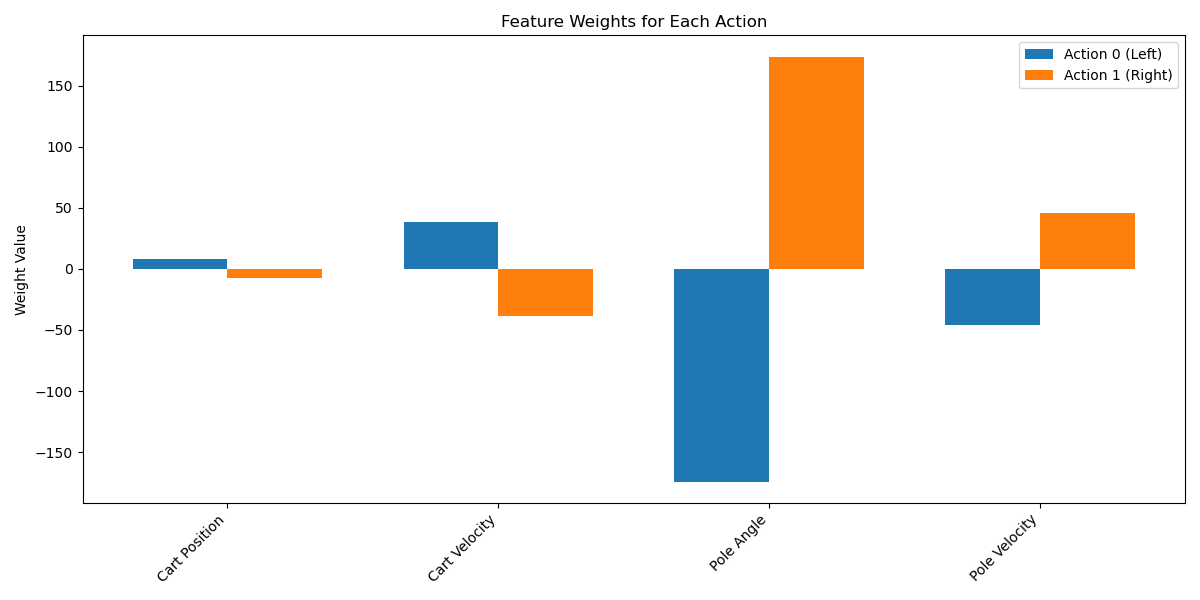 Feature Weights for Each Action
Action 0 (Left)
Action 1 (Right)
Weight Value
150
100
50
0
−50
−100
−150
Cart Position
Cart Velocity
Pole Angle
Pole Velocity